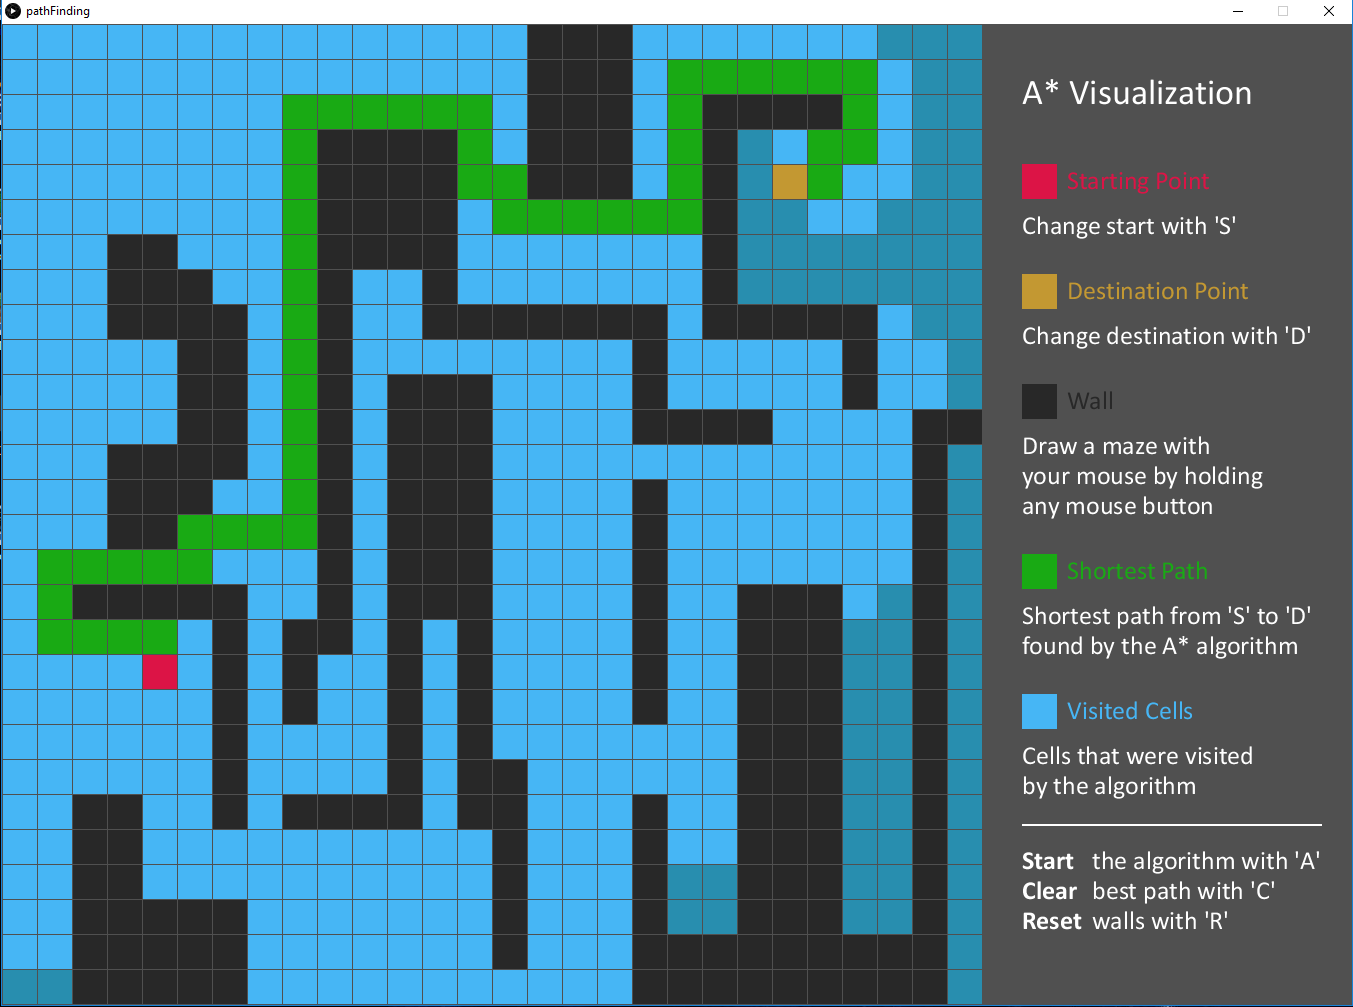 pathFinding
A* Visualization
Starting Point
Change start with 'S'
Destination Point
Change destination with 'D'
Wall
Draw a maze with
your mouse by holding
any mouse button
Shortest Path
Shortest path from 'S' to 'D'
found by the A* algorithm
Visited Cells
Cells that were visited
by the algorithm
Start the algorithm with 'A'
Clear best path with 'C'
Reset walls with 'R'